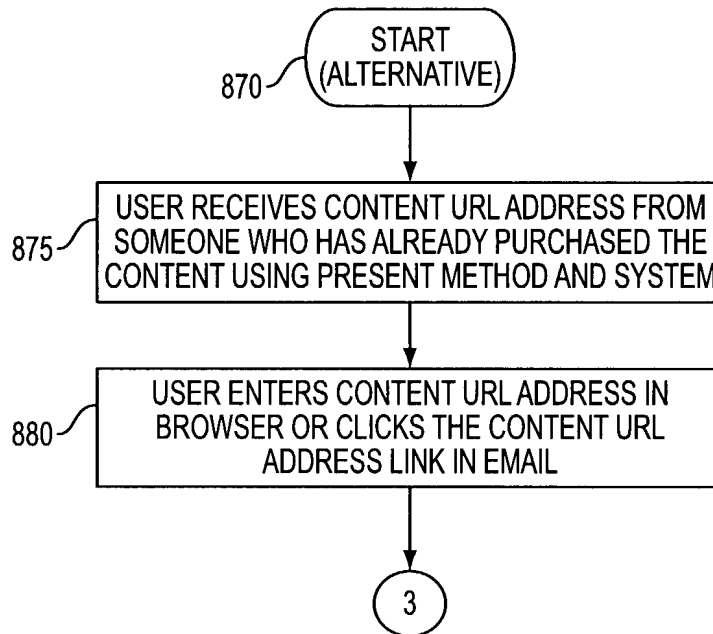 START
(ALTERNATIVE)
870
USER RECEIVES CONTENT URL ADDRESS FROM
SOMEONE WHO HAS ALREADY PURCHASED THE
CONTENT USING PRESENT METHOD AND SYSTEM
875
USER ENTERS CONTENT URL ADDRESS IN
BROWSER OR CLICKS THE CONTENT URL
ADDRESS LINK IN EMAIL
880
3